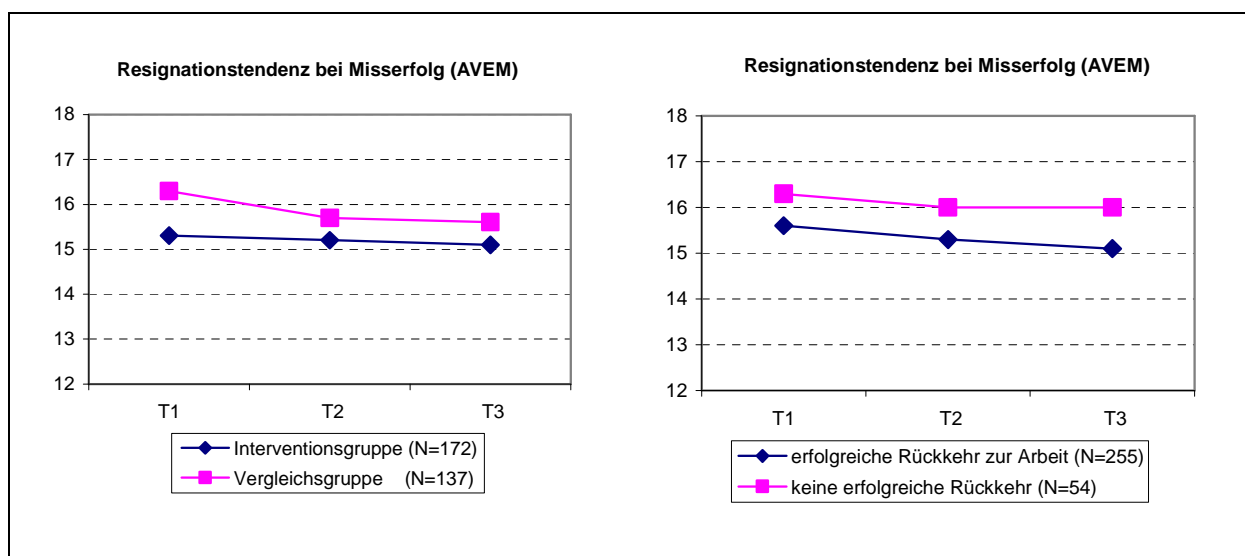 Resignationstendenz bei Misserfolg (AVEM)
18
17
16
15
14
13
12
T1 T2 T3
Interventionsgruppe (N=172)
Vergleichsgruppe (N=137)
Resignationstendenz bei Misserfolg (AVEM)
18
17
16
15
14
13
12
T1 T2 T3
erfolgreiche Rückkehr zur Arbeit (N=255)
keine erfolgreiche Rückkehr (N=54)